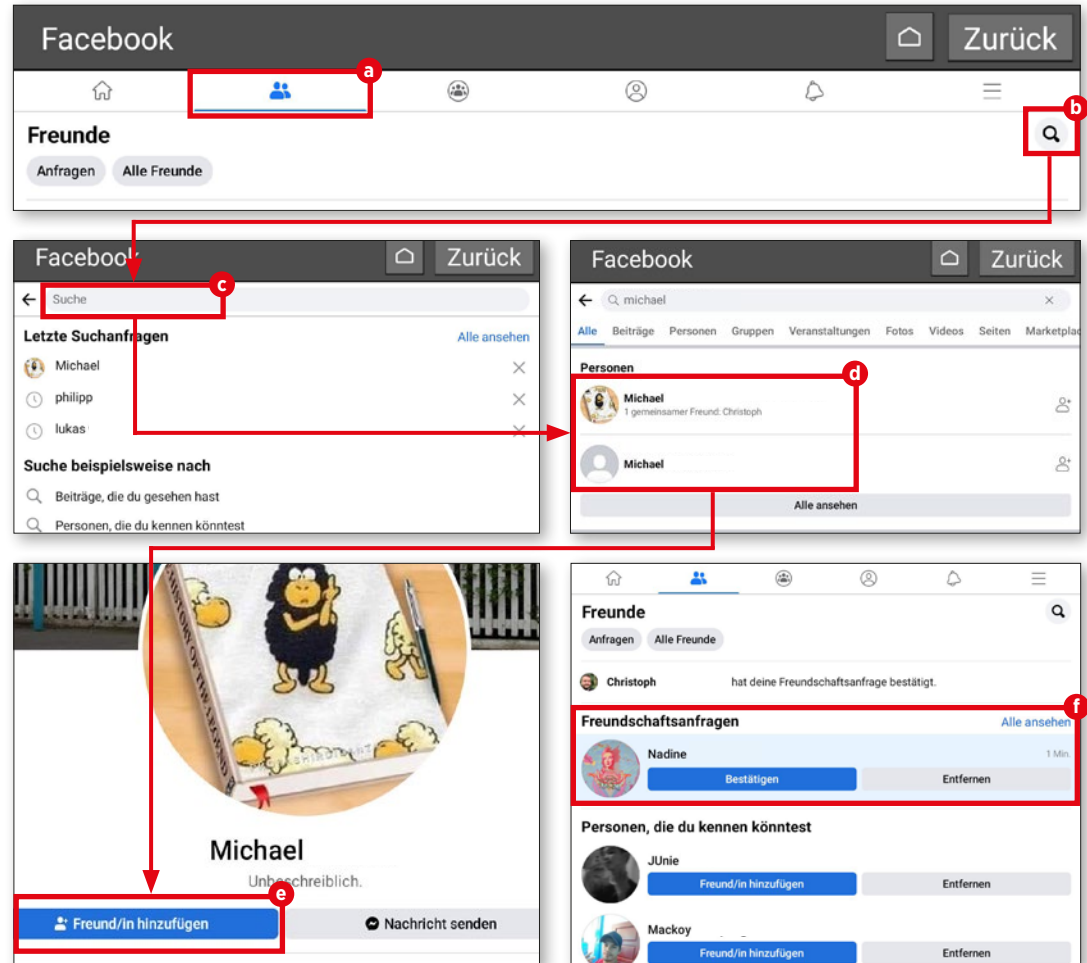 Facebook
Zurück
a
b
Freunde
Anfragen
Alle Freunde
Facebook
Zurück
c
Suche
Letzte Suchanfragen
Alle ansehen
Michael
philipp
lukas
Suche beispielsweise nach
Beiträge, die du gesehen hast
Personen, die du kennen könntest
Facebook
Zurück
michael
Alle Beiträge Personen Gruppen Veranstaltungen Fotos Videos Seiten Marketplac
Personen
d
Michael
1 gemeinsamer Freund: Christoph
Michael
Alle ansehen
Michael
Unbeschreiblich.
e
Freund/in hinzufügen
Nachricht senden
Freunde
Anfragen
Alle Freunde
Christoph hat deine Freundschaftsanfrage bestätigt.
f
Freundschaftsanfragen
Alle ansehen
Nadine
1 Min.
Bestätigen
Entfernen
Personen, die du kennen könntest
JUnie
Freund/in hinzufügen
Entfernen
Mackoy
Freund/in hinzufügen
Entfernen